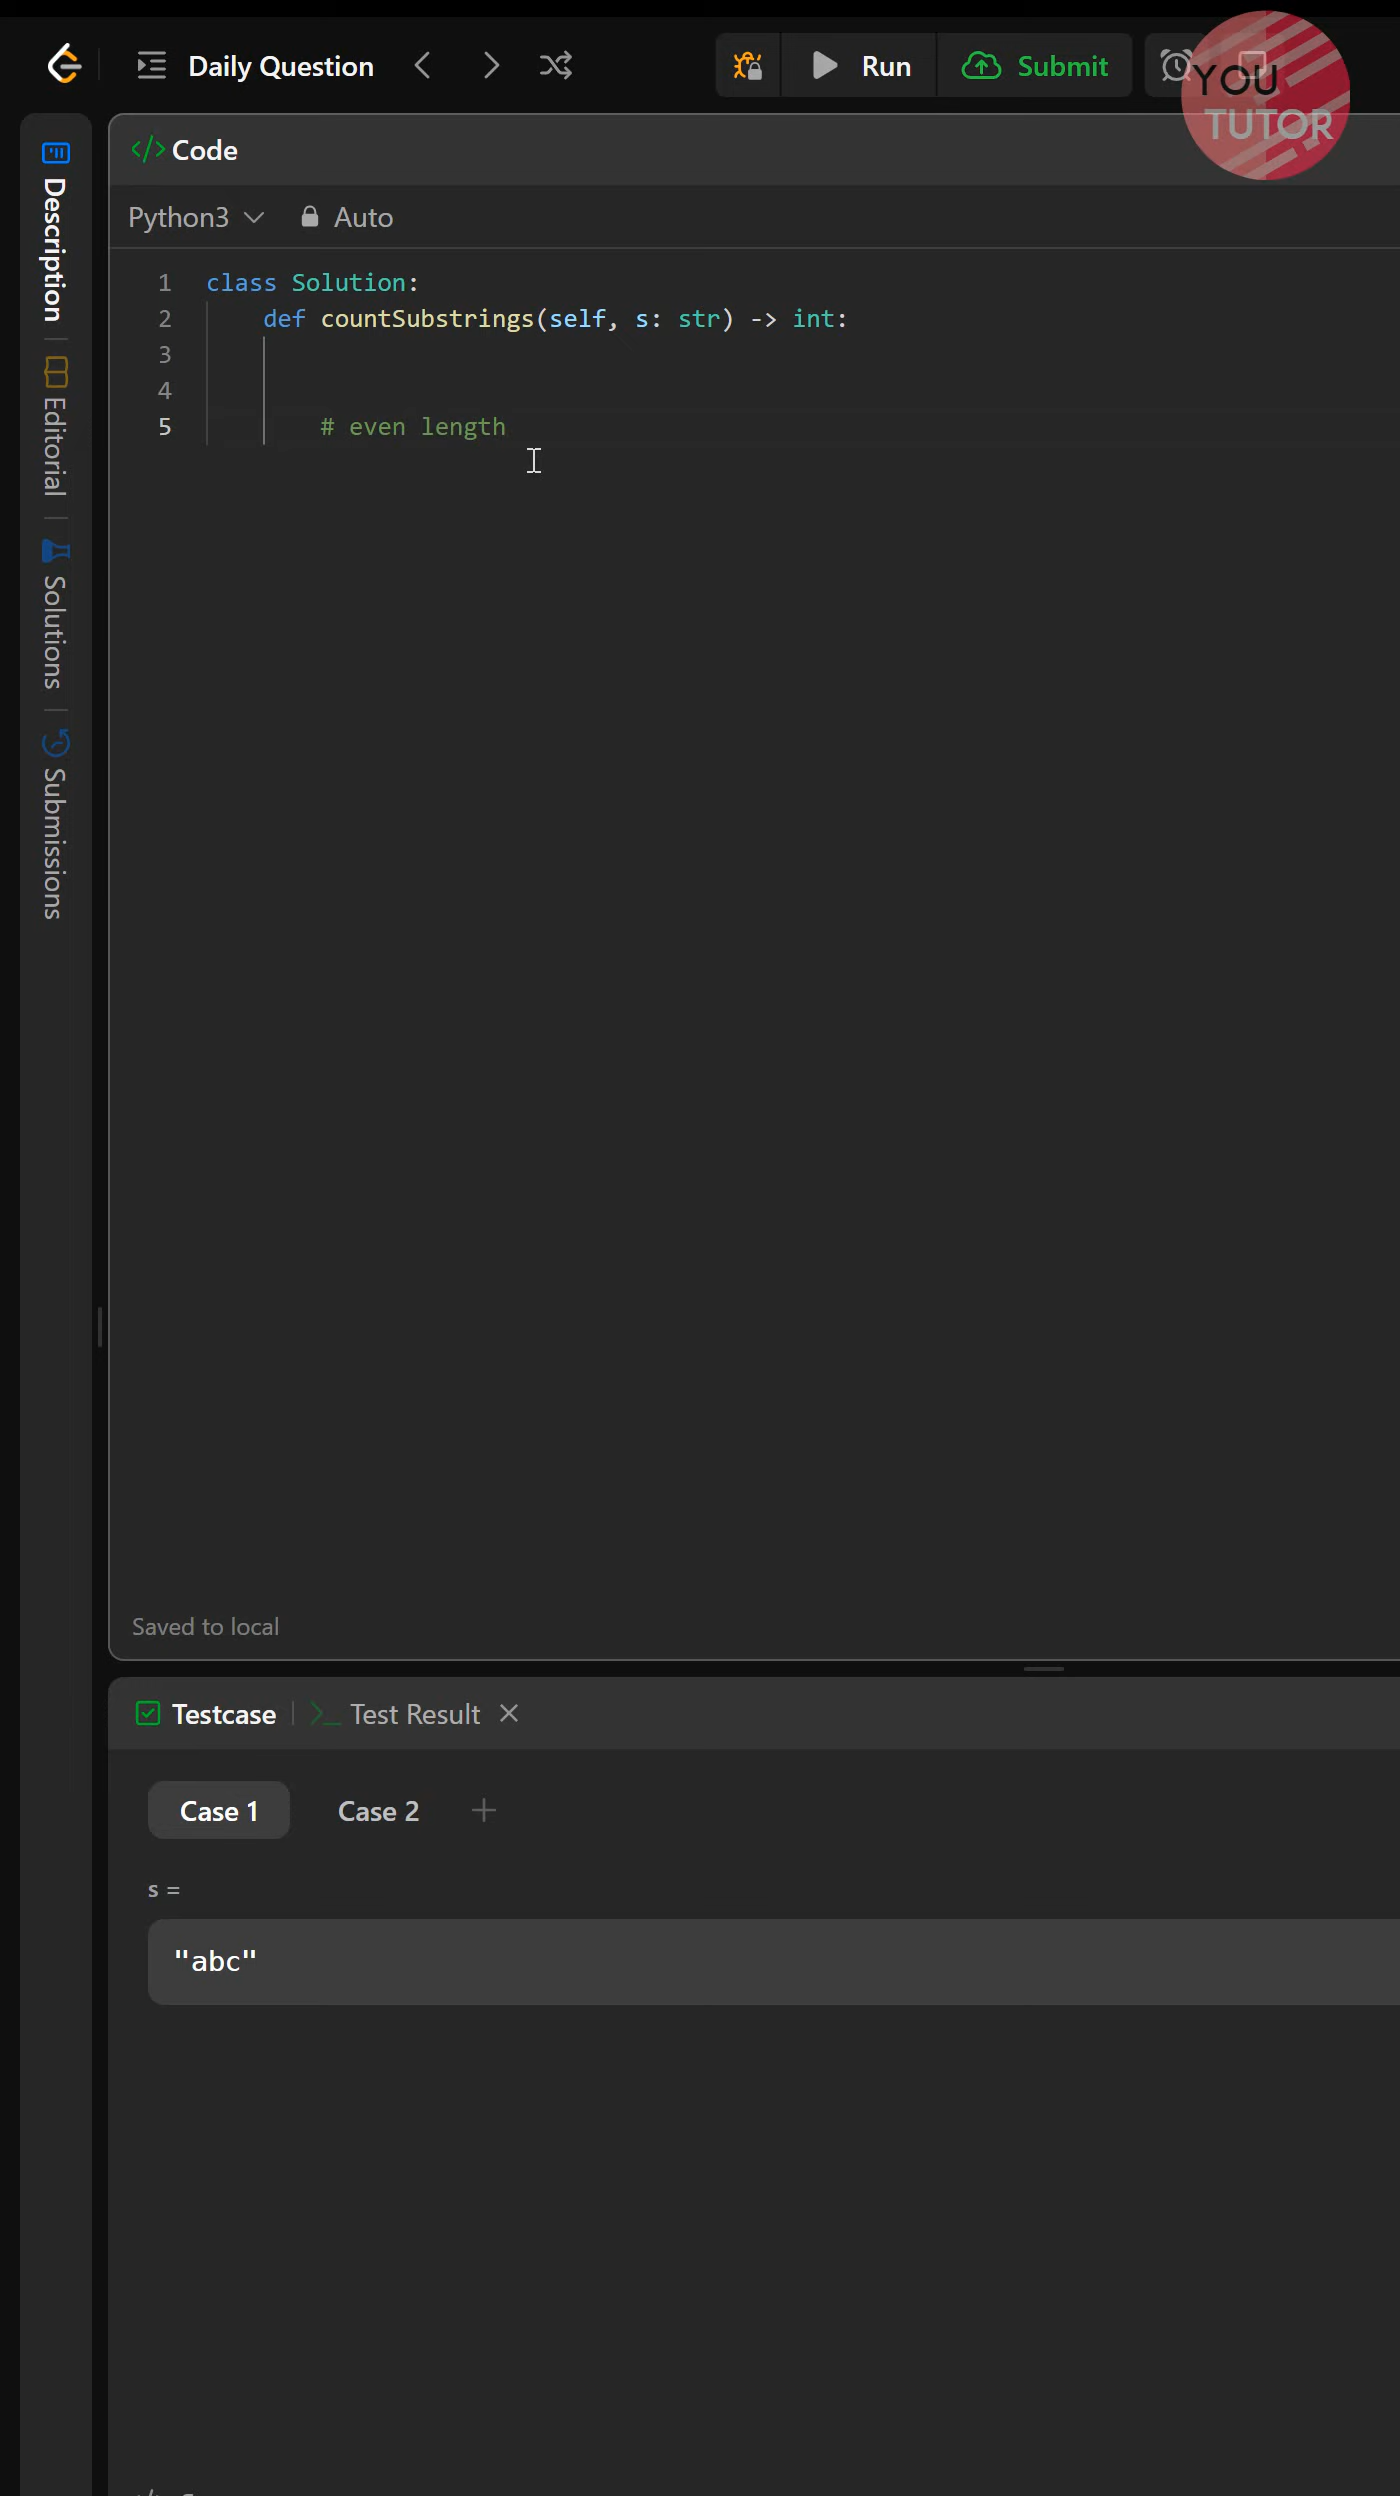 Daily Question
Run
Submit
YOU
TUTOR
Description
Editorial
Solutions
Submissions
</> Code
Python3
Auto
1 class Solution:
2 def countSubstrings(self, s: str) -> int:
3
4
5 # even length
Saved to local
Testcase
Test Result
Case 1
Case 2
s =
"abc"